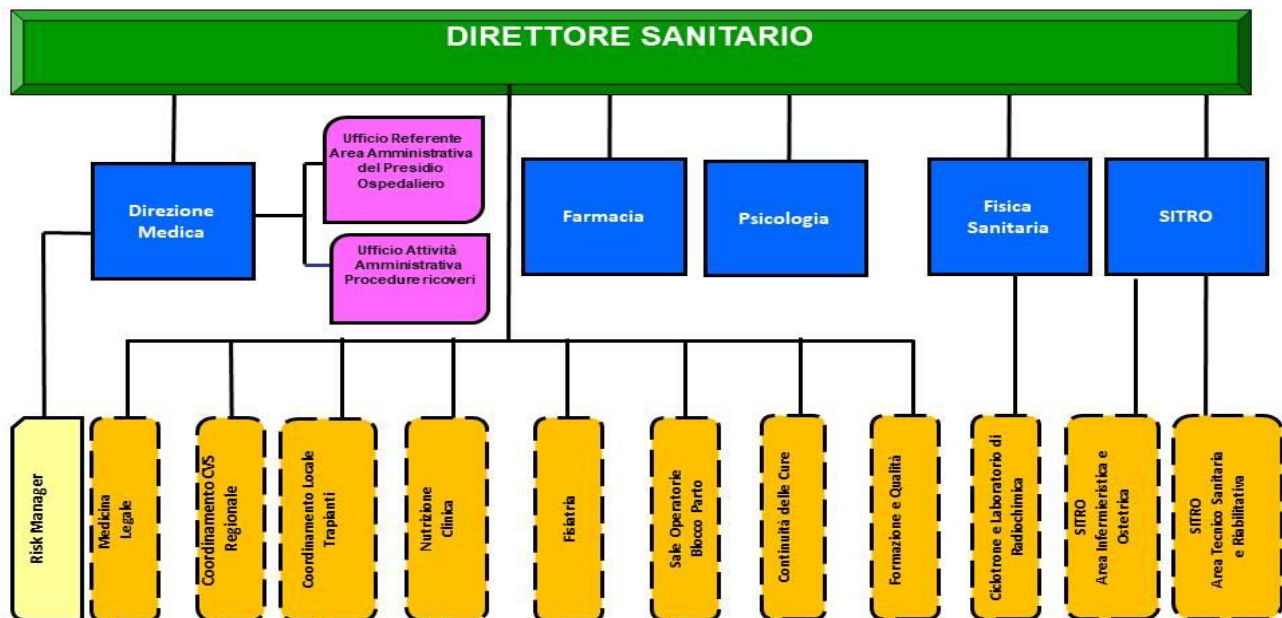 DIRETTORE SANITARIO
Ufficio Referente
Area Amministrativa
del Presidio
Ospedaliero
Direzione
Medica
Farmacia
Psicologia
Fisica
Sanitaria
SITRO
Ufficio Attività
Amministrativa
Procedure ricoveri
Risk Manager
Medicina
Legale
Coordinamento CVS
Regionale
Coordinamento Locale
Trapianti
Nutrizione
Clinica
Fisiatria
Sale Operatorie
Blocco Parto
Continuità delle Cure
Formazione e Qualità
Ciclotrone e Laboratorio di
Radiochimica
SITRO
Area Infermieristica e
Ostetrica
SITRO
Area Tecnico Sanitaria
e Riabilitativa